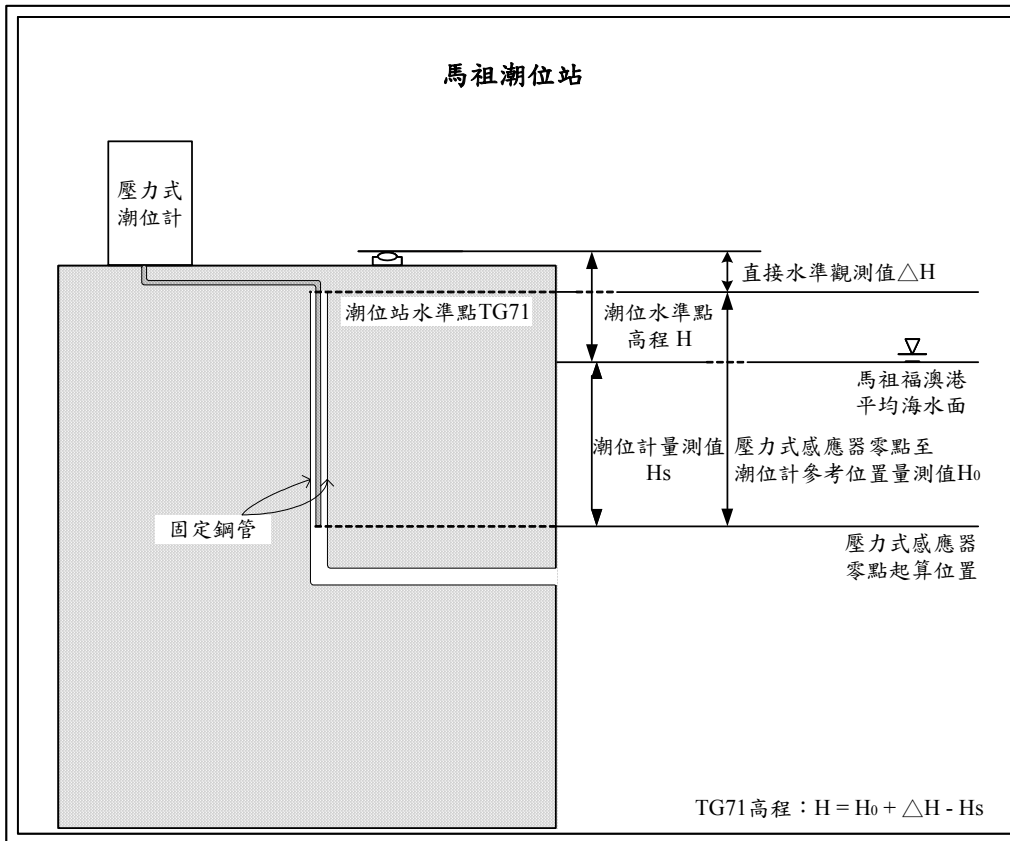 馬祖潮位站
壓力式
潮位計
直接水準觀測值△H
潮位站水準點TG71
潮位水準點
高程 H
馬祖福澳港
平均海水面
潮位計量測值
Hs
壓力式感應器零點至
潮位計參考位置量測值H₀
固定鋼管
壓力式感應器
零點起算位置
TG71高程：H = H₀ + △H - Hs